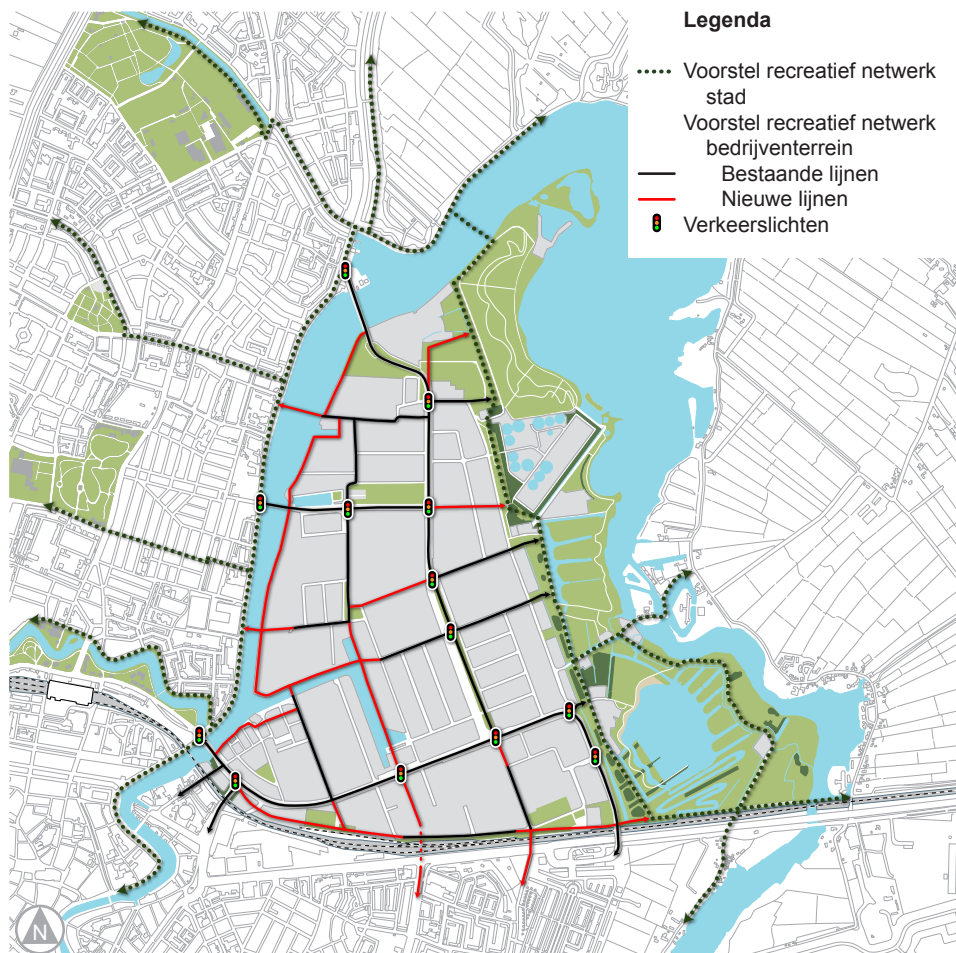 Legenda
Voorstel recreatief netwerk
stad
Voorstel recreatief netwerk
bedrijventerrein
Bestaande lijnen
Nieuwe lijnen
Verkeerslichten
N